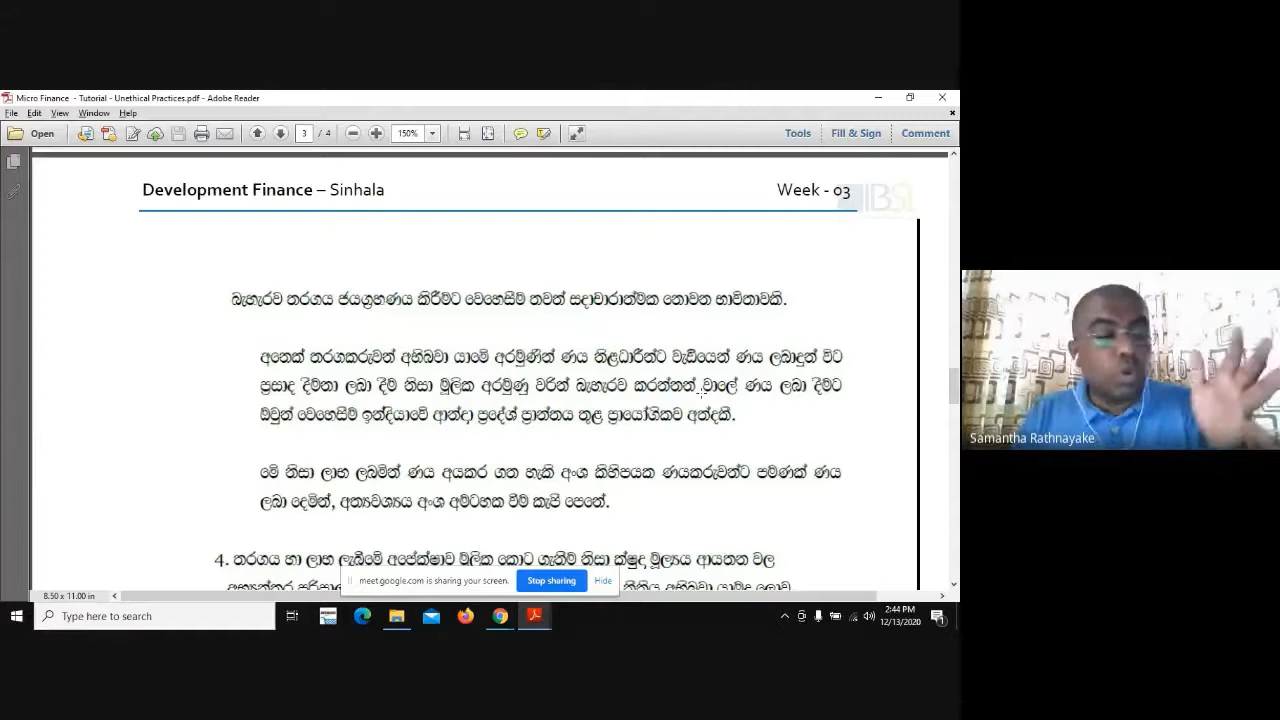 Micro Finance - Tutorial - Unethical Practices.pdf - Adobe Reader
File Edit View Window Help
Open 3 / 4 150% Tools Fill & Sign Comment
Development Finance – Sinhala Week - 03
IBSL
බැහැරව තරගය ජයග්‍රහණය කිරීමට වෙහෙසීම තවත් සදාචාරාත්මක නොවන භාවිතාවකි.
අනෙක් තරගකරුවන් අභිබවා යාමේ අරමුණින් ණය නිළධාරීන්ට වැඩියෙන් ණය ලබාදුන් විට
ප්‍රසාද දීමනා ලබා දීම නිසා මූලික අරමුණු වලින් බැහැරව කරන්නන් වාලේ ණය ලබා දීමට
ඔවුන් වෙහෙසීම ඉන්දියාවේ ආන්ද්‍රා ප්‍රදේශ් ප්‍රාන්තය තුළ ප්‍රායෝගිකව අත්දකී.
මේ නිසා ලාභ ලබමින් ණය අයකර ගත හැකි අංශ කිහිපයක ණයකරුවන්ට පමණක් ණය
ලබා දෙමින්, අත්‍යවශ්‍යය අංශ අමටහක වීම කැපී පෙනේ.
4. තරගය හා ලාභ ලැබීමේ අපේක්ෂාව මූලික කොට ගැනීම නිසා ක්ෂුද්‍ර මූල්‍යය ආයතන වල
meet.google.com is sharing your screen. Stop sharing Hide
8.50 x 11.00 in
Type here to search
2:44 PM
12/13/2020
Samantha Rathnayake